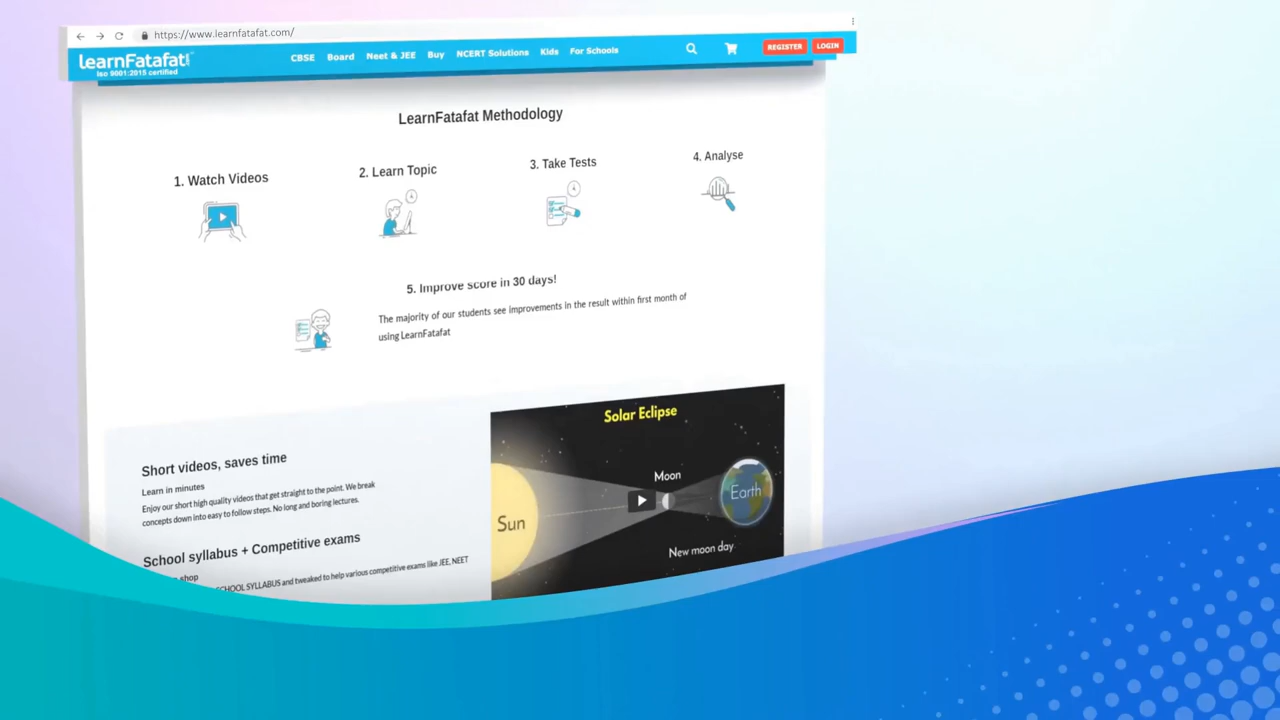 https://www.learnfatafat.com/
learnFatafat!™
Iso 9001:2015 certified
CBSE Board Neet & JEE Buy NCERT Solutions Kids For Schools
REGISTER LOGIN
LearnFatafat Methodology
1. Watch Videos
2. Learn Topic
3. Take Tests
4. Analyse
5. Improve score in 30 days!
The majority of our students see improvements in the result within first month of
using LearnFatafat
Short videos, saves time
Learn in minutes
Enjoy our short high quality videos that get straight to the point. We break
concepts down into easy to follow steps. No long and boring lectures.
School syllabus + Competitive exams
shop
SCHOOL SYLLABUS and tweaked to help various competitive exams like JEE, NEET
Solar Eclipse
Moon
Earth
Sun
New moon day